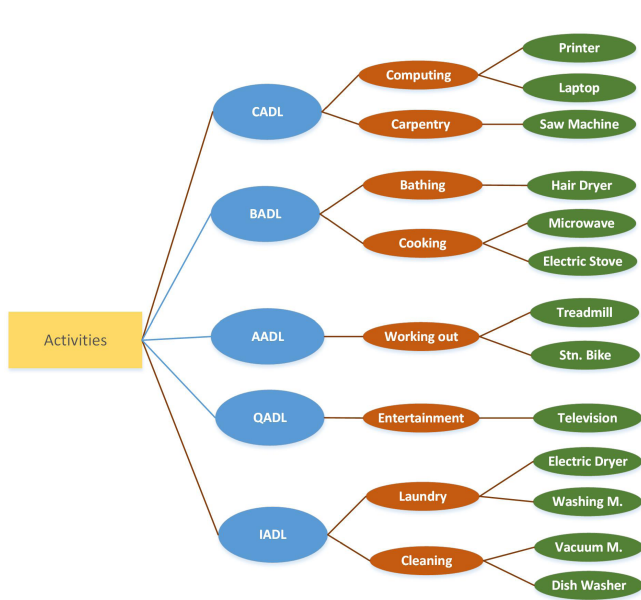 Activities
CADL
Computing
Printer
Laptop
Carpentry
Saw Machine
BADL
Bathing
Hair Dryer
Cooking
Microwave
Electric Stove
AADL
Working out
Treadmill
Stn. Bike
QADL
Entertainment
Television
IADL
Laundry
Electric Dryer
Washing M.
Cleaning
Vacuum M.
Dish Washer